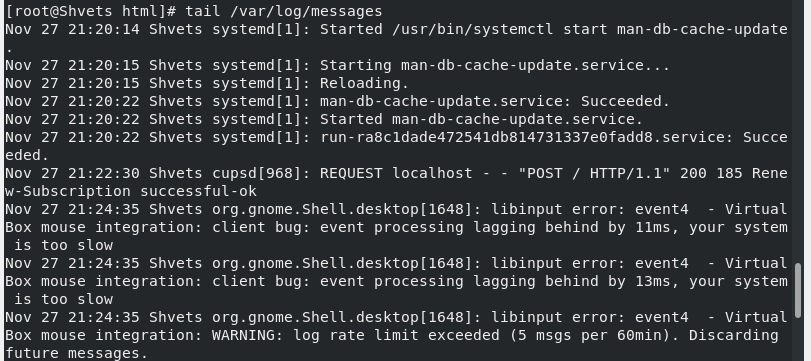 [root@Shvets html]# tail /var/log/messages
Nov 27 21:20:14 Shvets systemd[1]: Started /usr/bin/systemctl start man-db-cache-update
.
Nov 27 21:20:15 Shvets systemd[1]: Starting man-db-cache-update.service...
Nov 27 21:20:15 Shvets systemd[1]: Reloading.
Nov 27 21:20:22 Shvets systemd[1]: man-db-cache-update.service: Succeeded.
Nov 27 21:20:22 Shvets systemd[1]: Started man-db-cache-update.service.
Nov 27 21:20:22 Shvets systemd[1]: run-ra8c1dade472541db814731337e0fadd8.service: Succe
eded.
Nov 27 21:22:30 Shvets cupsd[968]: REQUEST localhost - - "POST / HTTP/1.1" 200 185 Rene
w-Subscription successful-ok
Nov 27 21:24:35 Shvets org.gnome.Shell.desktop[1648]: libinput error: event4  - Virtual
Box mouse integration: client bug: event processing lagging behind by 11ms, your system
 is too slow
Nov 27 21:24:35 Shvets org.gnome.Shell.desktop[1648]: libinput error: event4  - Virtual
Box mouse integration: client bug: event processing lagging behind by 13ms, your system
 is too slow
Nov 27 21:24:35 Shvets org.gnome.Shell.desktop[1648]: libinput error: event4  - Virtual
Box mouse integration: WARNING: log rate limit exceeded (5 msgs per 60min). Discarding
future messages.